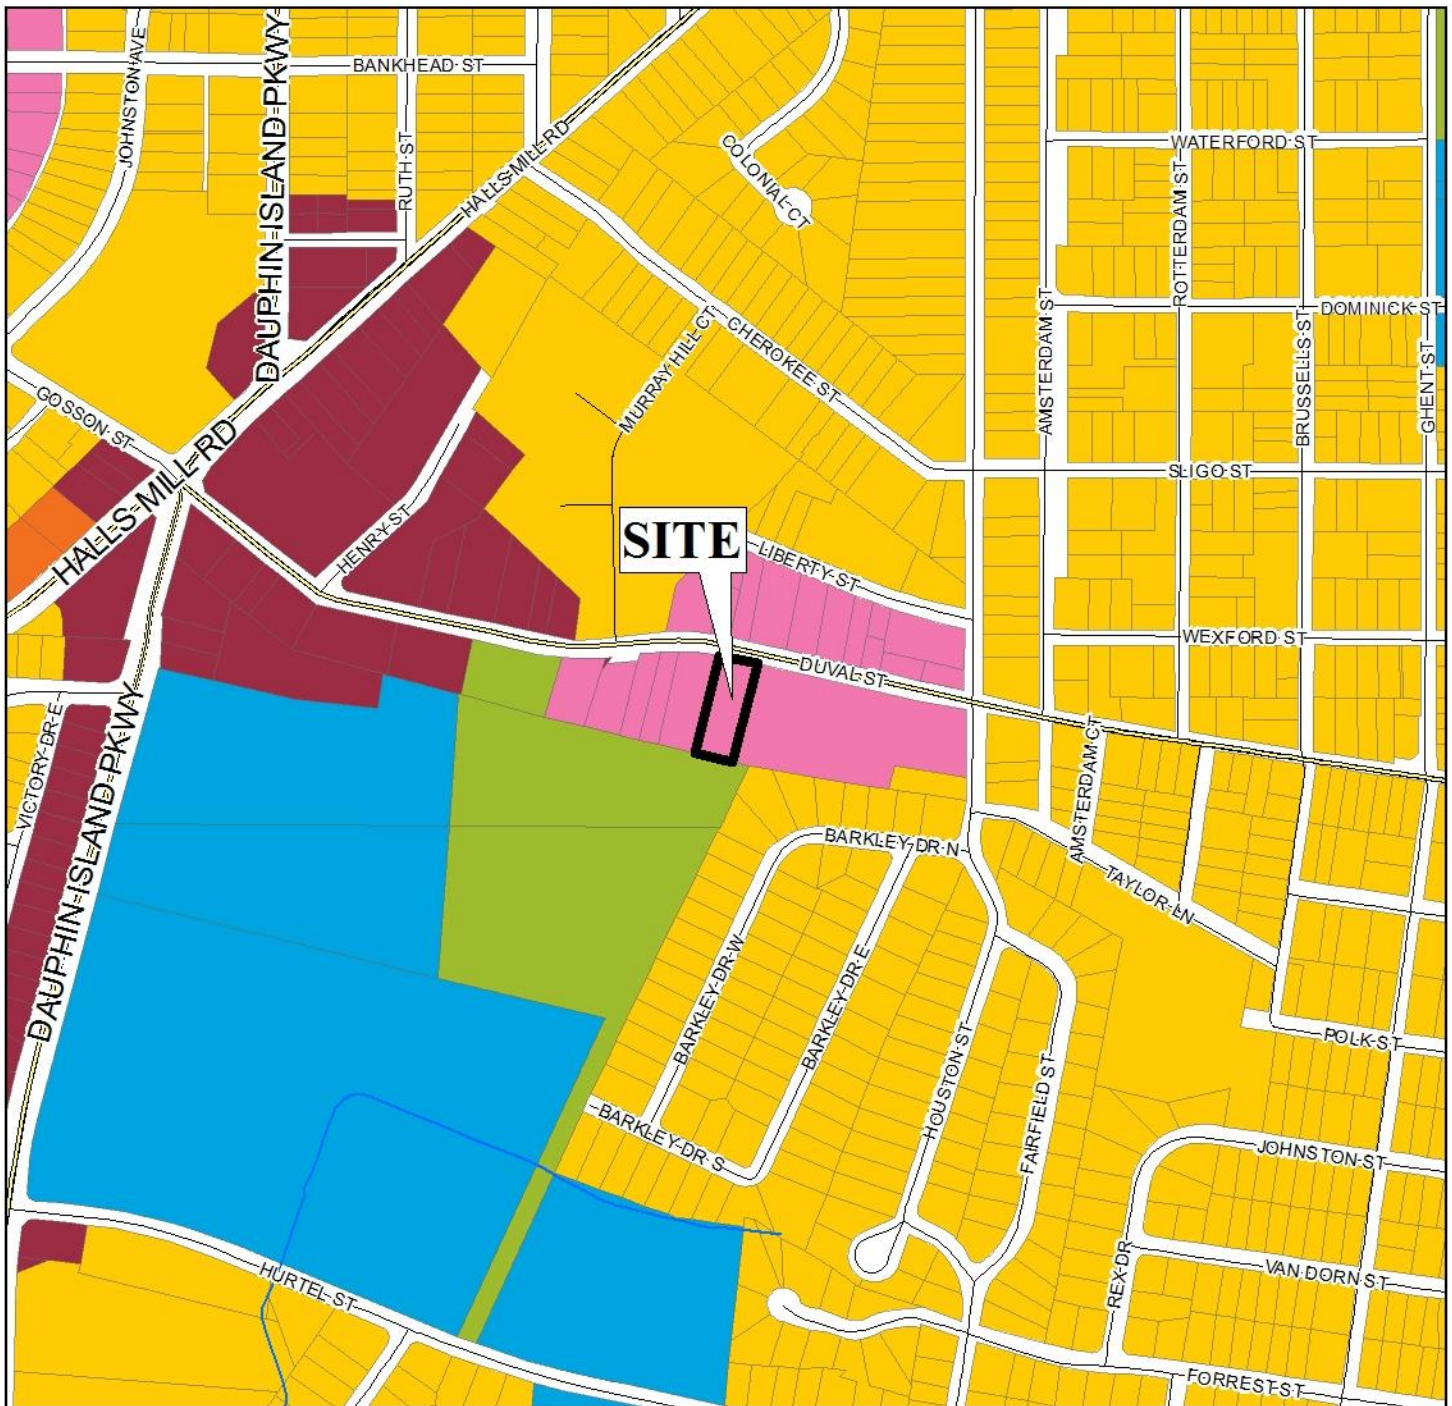 JOHNSTON AVE
DAUPHIN ISLAND PKWY
BANKHEAD ST
RUTH ST
HALLS MILL RD
COLONIAL CT
WATERFORD ST
ROTTERDAM ST
AMSTERDAM ST
DOMINICK ST
BRUSSELLS ST
GHENT ST
MURRAY HILL CT
CHEROKEE ST
GOSSON ST
HALLS MILL RD
SLIGO ST
HENRY ST
SITE
LIBERTY ST
WEXFORD ST
DUVAL ST
VICTORY DR E
DAUPHIN ISLAND PKWY
AMSTERDAM CT
BARKLEY DR N
TAYLOR LN
BARKLEY DR W
BARKLEY DR E
HOUSTON ST
FAIRFIELD ST
POLK ST
BARKLEY DR S
JOHNSTON ST
REX DR
VAN DORN ST
HURTEL ST
FORREST ST